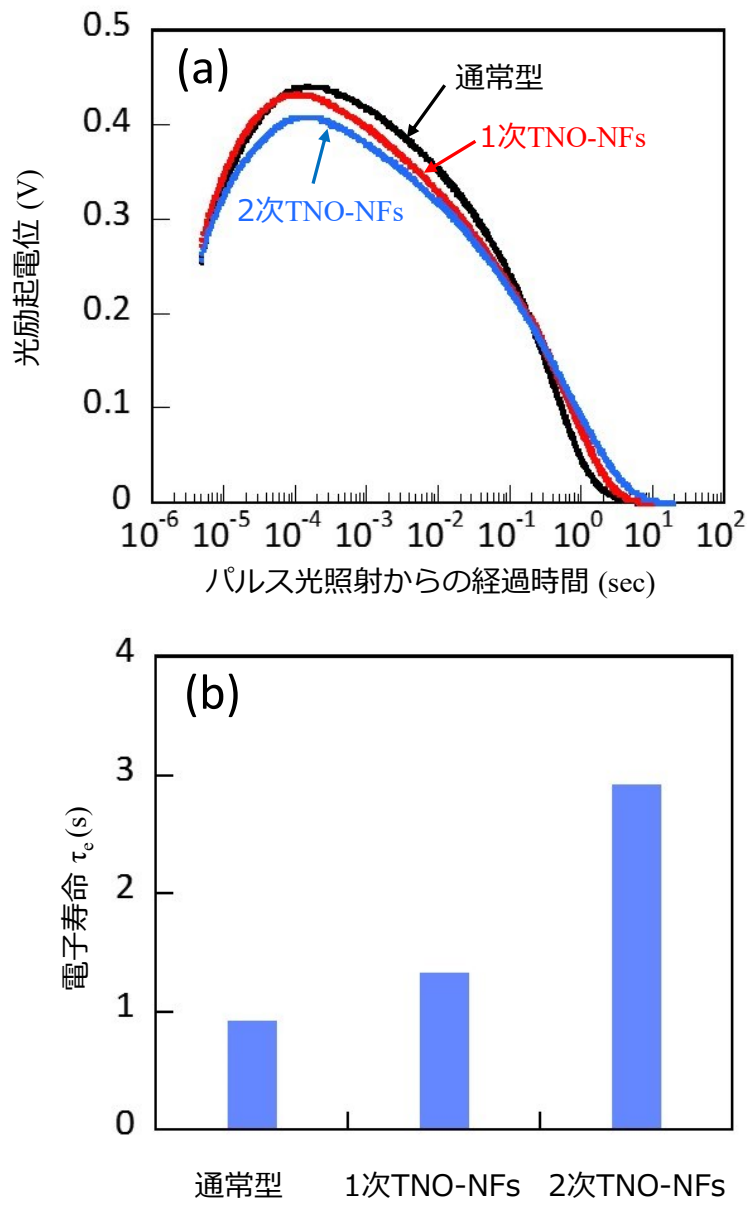 (a)
0.5
0.4
0.3
0.2
0.1
0
光励起電位 (V)
通常型
1次TNO-NFs
2次TNO-NFs
10⁻⁶ 10⁻⁵ 10⁻⁴ 10⁻³ 10⁻² 10⁻¹ 10⁰ 10¹ 10²
パルス光照射からの経過時間 (sec)
(b)
4
3
2
1
0
電子寿命 τₑ(s)
通常型 1次TNO-NFs 2次TNO-NFs